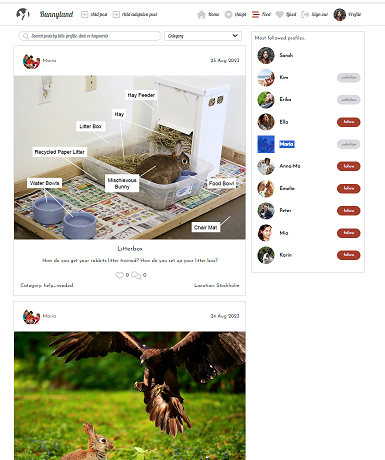 Bunnyland
Add post
Add adoption post
Home
Adopt
Feed
Liked
Sign out
Profile
Search posts by title, profile, date or keywords
Category
Maria
25 Aug 2023
Hay Feeder
Hay
Litter Box
Recycled Paper Litter
Water Bowls
Mischievous
Bunny
Food Bowl
Chair Mat
Litterbox
How do you get your rabbits litter trained? How do you set up your litter box?
0
0
Category: help_needed
Location: Stockholm
Maria
24 Aug 2023
Most followed profiles.
Sarah
Kim
unfollow
Erika
unfollow
Ella
follow
Maria
unfollow
Anna-Ma
follow
Emelie
follow
Peter
follow
Mia
follow
Karin
follow